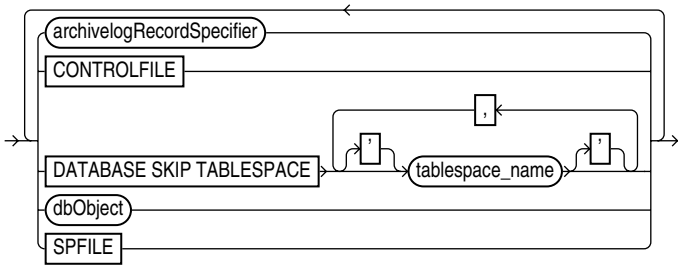 archivelogRecordSpecifier
CONTROLFILE
,
' '
DATABASE SKIP TABLESPACE tablespace_name
dbObject
SPFILE